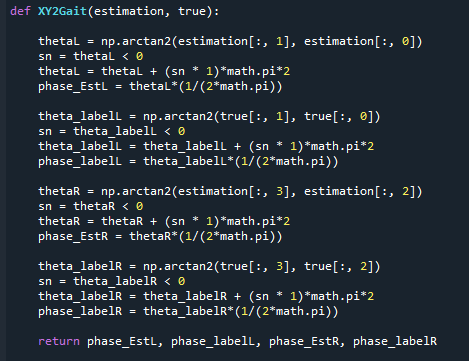 def XY2Gait(estimation, true):
thetaL = np.arctan2(estimation[:, 1], estimation[:, 0])
sn = thetaL < 0
thetaL = thetaL + (sn * 1)*math.pi*2
phase_EstL = thetaL*(1/(2*math.pi))
theta_labelL = np.arctan2(true[:, 1], true[:, 0])
sn = theta_labelL < 0
theta_labelL = theta_labelL + (sn * 1)*math.pi*2
phase_labelL = theta_labelL*(1/(2*math.pi))
thetaR = np.arctan2(estimation[:, 3], estimation[:, 2])
sn = thetaR < 0
thetaR = thetaR + (sn * 1)*math.pi*2
phase_EstR = thetaR*(1/(2*math.pi))
theta_labelR = np.arctan2(true[:, 3], true[:, 2])
sn = theta_labelR < 0
theta_labelR = theta_labelR + (sn * 1)*math.pi*2
phase_labelR = theta_labelR*(1/(2*math.pi))
return phase_EstL, phase_labelL, phase_EstR, phase_labelR